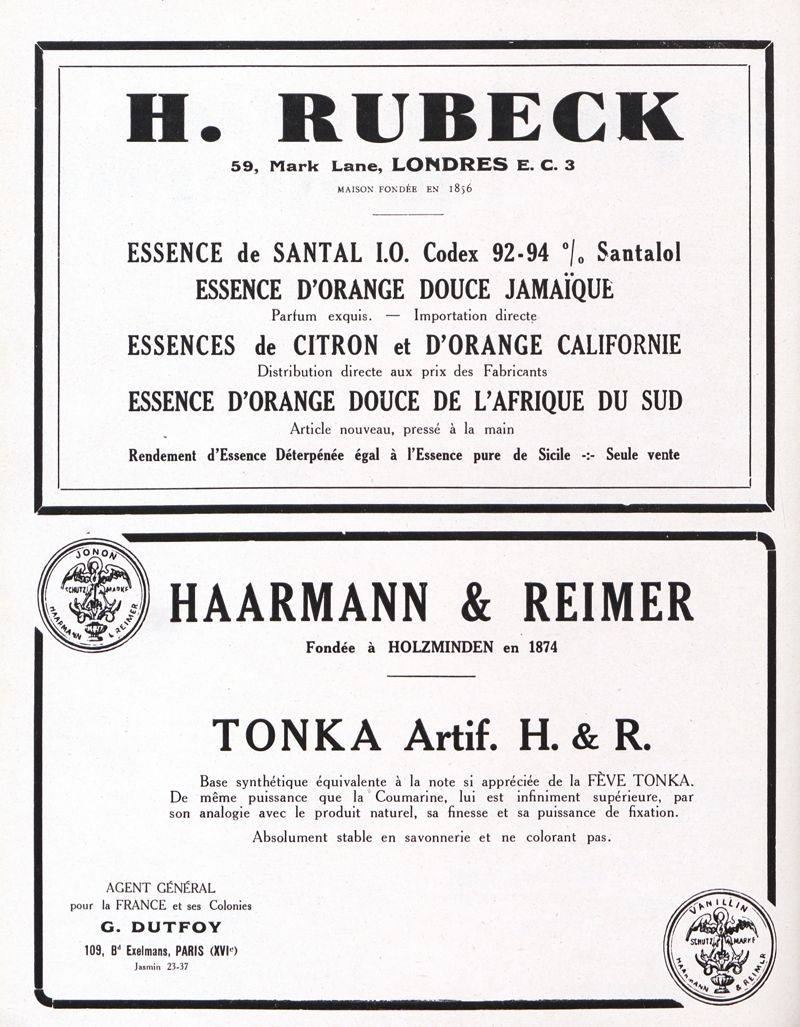 H. RUBECK
59, Mark Lane, LONDRES E. C. 3
MAISON FONDÉE EN 1856
ESSENCE de SANTAL I.O. Codex 92-94 % Santalol
ESSENCE D'ORANGE DOUCE JAMAÏQUE
Parfum exquis. — Importation directe
ESSENCES de CITRON et D'ORANGE CALIFORNIE
Distribution directe aux prix des Fabricants
ESSENCE D'ORANGE DOUCE DE L'AFRIQUE DU SUD
Article nouveau, pressé à la main
Rendement d'Essence Déterpénée égal à l'Essence pure de Sicile -:- Seule vente
JONON
SCHUTZ MARKE
HAARMANN & REIMER
HAARMANN & REIMER
Fondée à HOLZMINDEN en 1874
TONKA Artif. H. & R.
Base synthétique équivalente à la note si appréciée de la FÈVE TONKA.
De même puissance que la Coumarine, lui est infiniment supérieure, par
son analogie avec le produit naturel, sa finesse et sa puissance de fixation.
Absolument stable en savonnerie et ne colorant pas.
AGENT GÉNÉRAL
pour la FRANCE et ses Colonies
G. DUTFOY
109, Bd Exelmans, PARIS (XVIe)
Jasmin 23-37
VANILLIN
SCHUTZ MARKE
HAARMANN & REIMER